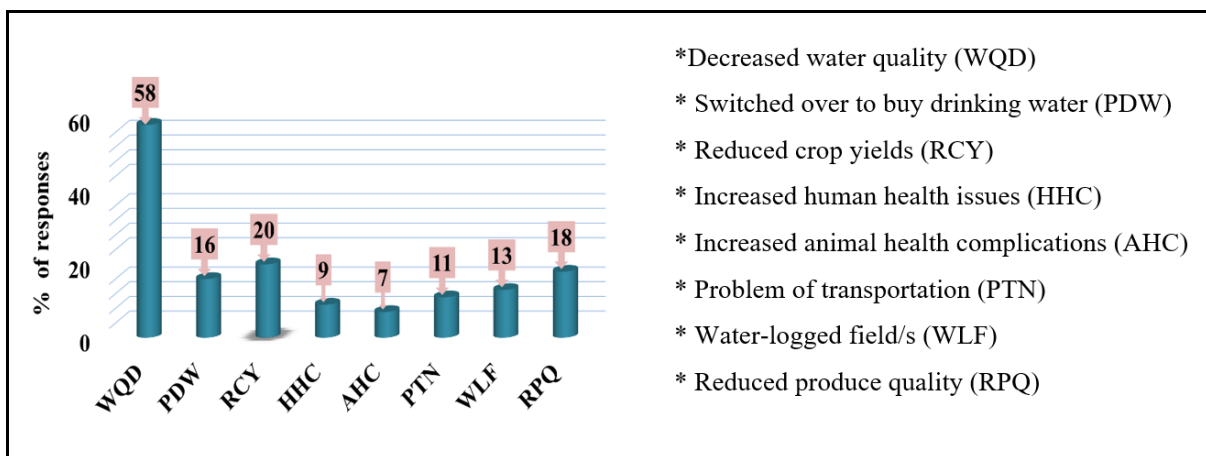 58
60
40
20
0
% of responses
16
20
9
7
11
13
18
WQD
PDW
RCY
HHC
AHC
PTN
WLF
RPQ
*Decreased water quality (WQD)
* Switched over to buy drinking water (PDW)
* Reduced crop yields (RCY)
* Increased human health issues (HHC)
* Increased animal health complications (AHC)
* Problem of transportation (PTN)
* Water-logged field/s (WLF)
* Reduced produce quality (RPQ)